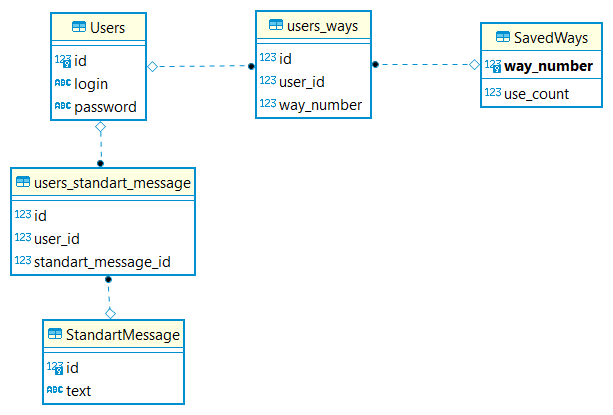 Users
123 id
ABC login
ABC password
users_ways
123 id
123 user_id
123 way_number
SavedWays
123 way_number
123 use_count
users_standart_message
123 id
123 user_id
123 standart_message_id
StandartMessage
123 id
ABC text